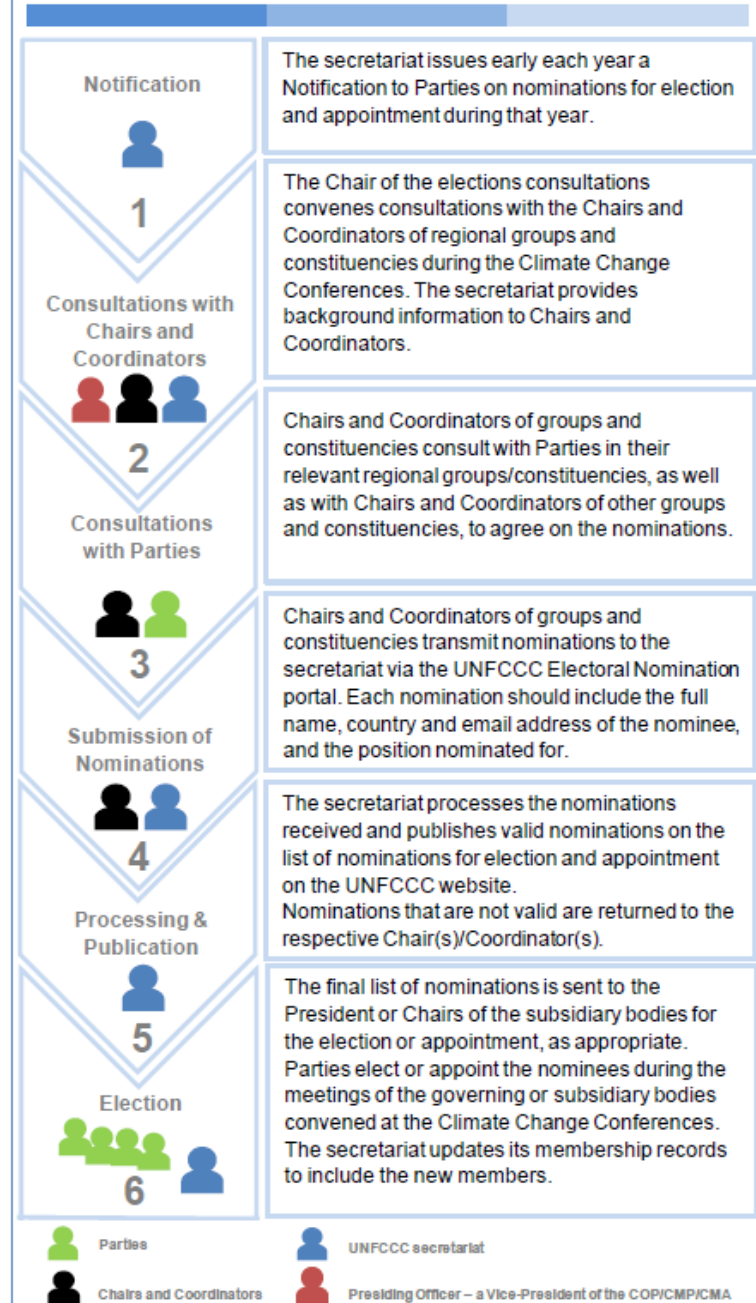 Notification
1
The secretariat issues early each year a
Notification to Parties on nominations for election
and appointment during that year.
Consultations with
Chairs and
Coordinators
2
The Chair of the elections consultations
convenes consultations with the Chairs and
Coordinators of regional groups and
constituencies during the Climate Change
Conferences. The secretariat provides
background information to Chairs and
Coordinators.
Consultations
with Parties
3
Chairs and Coordinators of groups and
constituencies consult with Parties in their
relevant regional groups/constituencies, as well
as with Chairs and Coordinators of other groups
and constituencies, to agree on the nominations.
Submission of
Nominations
4
Chairs and Coordinators of groups and
constituencies transmit nominations to the
secretariat via the UNFCCC Electoral Nomination
portal. Each nomination should include the full
name, country and email address of the nominee,
and the position nominated for.
Processing &
Publication
5
The secretariat processes the nominations
received and publishes valid nominations on the
list of nominations for election and appointment
on the UNFCCC website.
Nominations that are not valid are returned to the
respective Chair(s)/Coordinator(s).
Election
6
The final list of nominations is sent to the
President or Chairs of the subsidiary bodies for
the election or appointment, as appropriate.
Parties elect or appoint the nominees during the
meetings of the governing or subsidiary bodies
convened at the Climate Change Conferences.
The secretariat updates its membership records
to include the new members.
Parties
UNFCCC secretariat
Chairs and Coordinators
Presiding Officer – a Vice-President of the COP/CMP/CMA